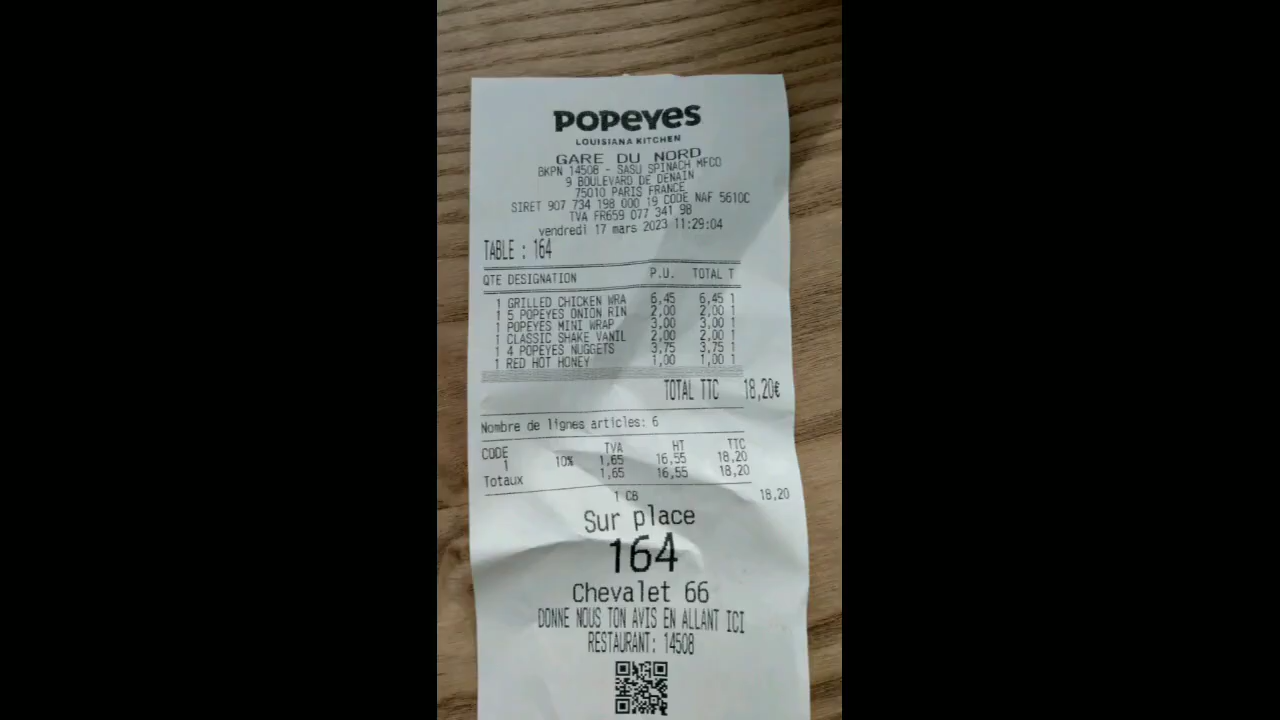 POPEYES
LOUISIANA KITCHEN
GARE DU NORD
BKPN 14508 - SASU SPINACH MFCO
9 BOULEVARD DE DENAIN
75010 PARIS FRANCE
SIRET 907 734 198 000 19 CODE NAF 5610C
TVA FR659 077 341 98
vendredi 17 mars 2023 11:29:04
TABLE : 164
QTE DESIGNATION P.U. TOTAL T
1 GRILLED CHICKEN WRA 6,45 6,45 1
1 5 POPEYES ONION RIN 2,00 2,00 1
1 POPEYES MINI WRAP 3,00 3,00 1
1 CLASSIC SHAKE VANIL 2,00 2,00 1
1 4 POPEYES NUGGETS 3,75 3,75 1
1 RED HOT HONEY 1,00 1,00 1
TOTAL TTC 18,20€
Nombre de lignes articles: 6
CODE TVA HT TTC
1 10% 1,65 16,55 18,20
Totaux 1,65 16,55 18,20
1 CB 18,20
Sur place
164
Chevalet 66
DONNE NOUS TON AVIS EN ALLANT ICI
RESTAURANT: 14508